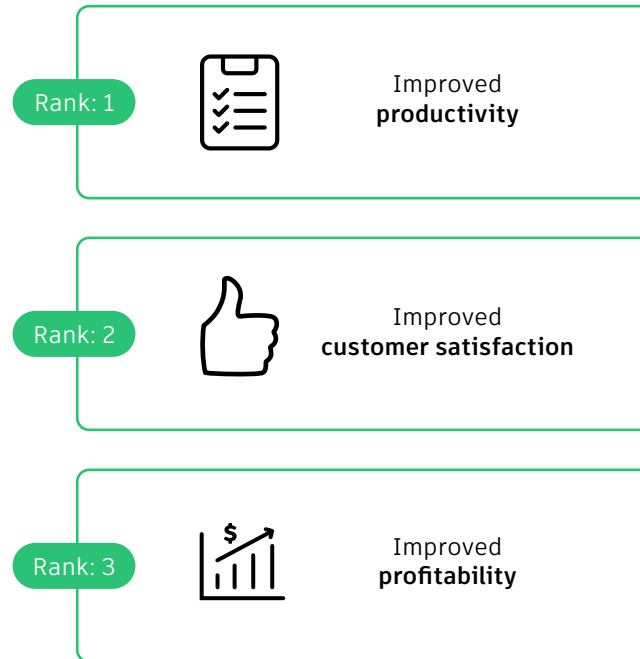 Rank: 1
Improved
productivity
Rank: 2
Improved
customer satisfaction
$
Rank: 3
Improved
profitability